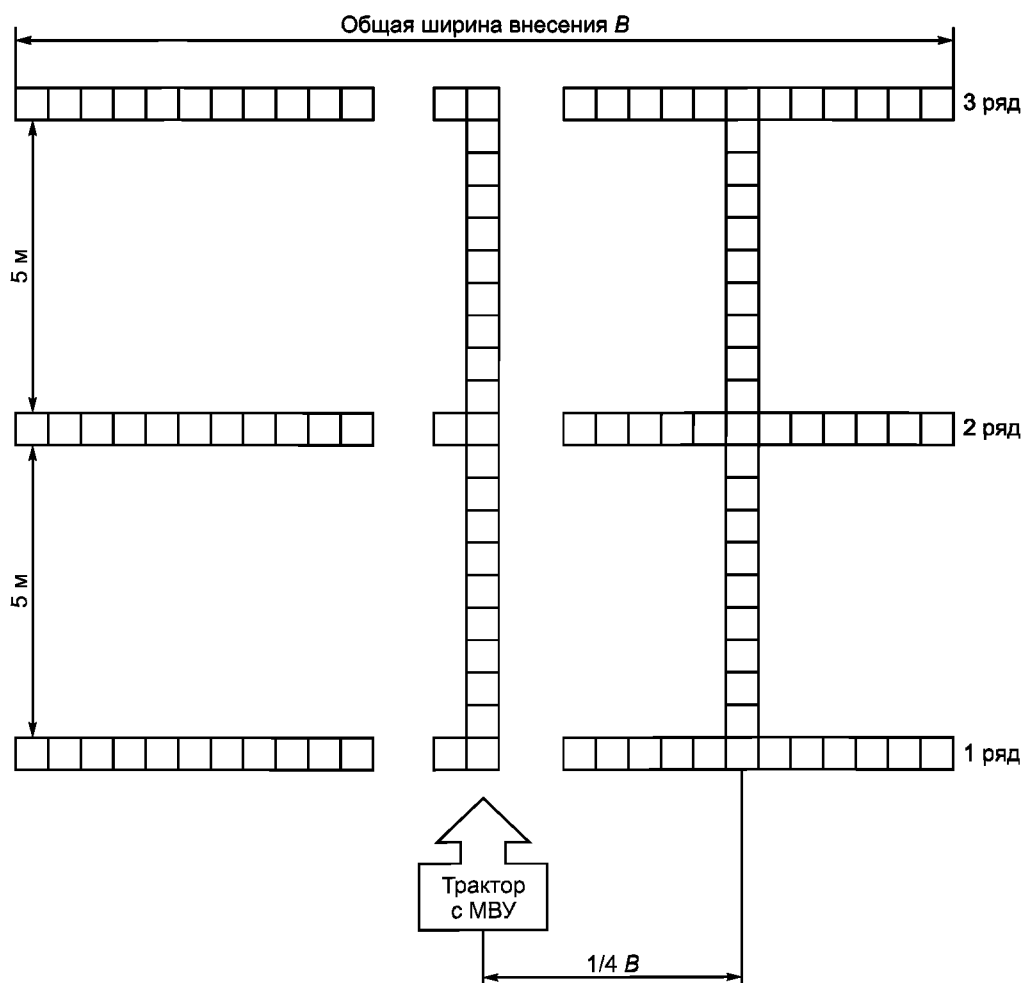 Общая ширина внесения B
3 ряд
5 м
2 ряд
5 м
1 ряд
Трактор
с МВУ
1/4 B